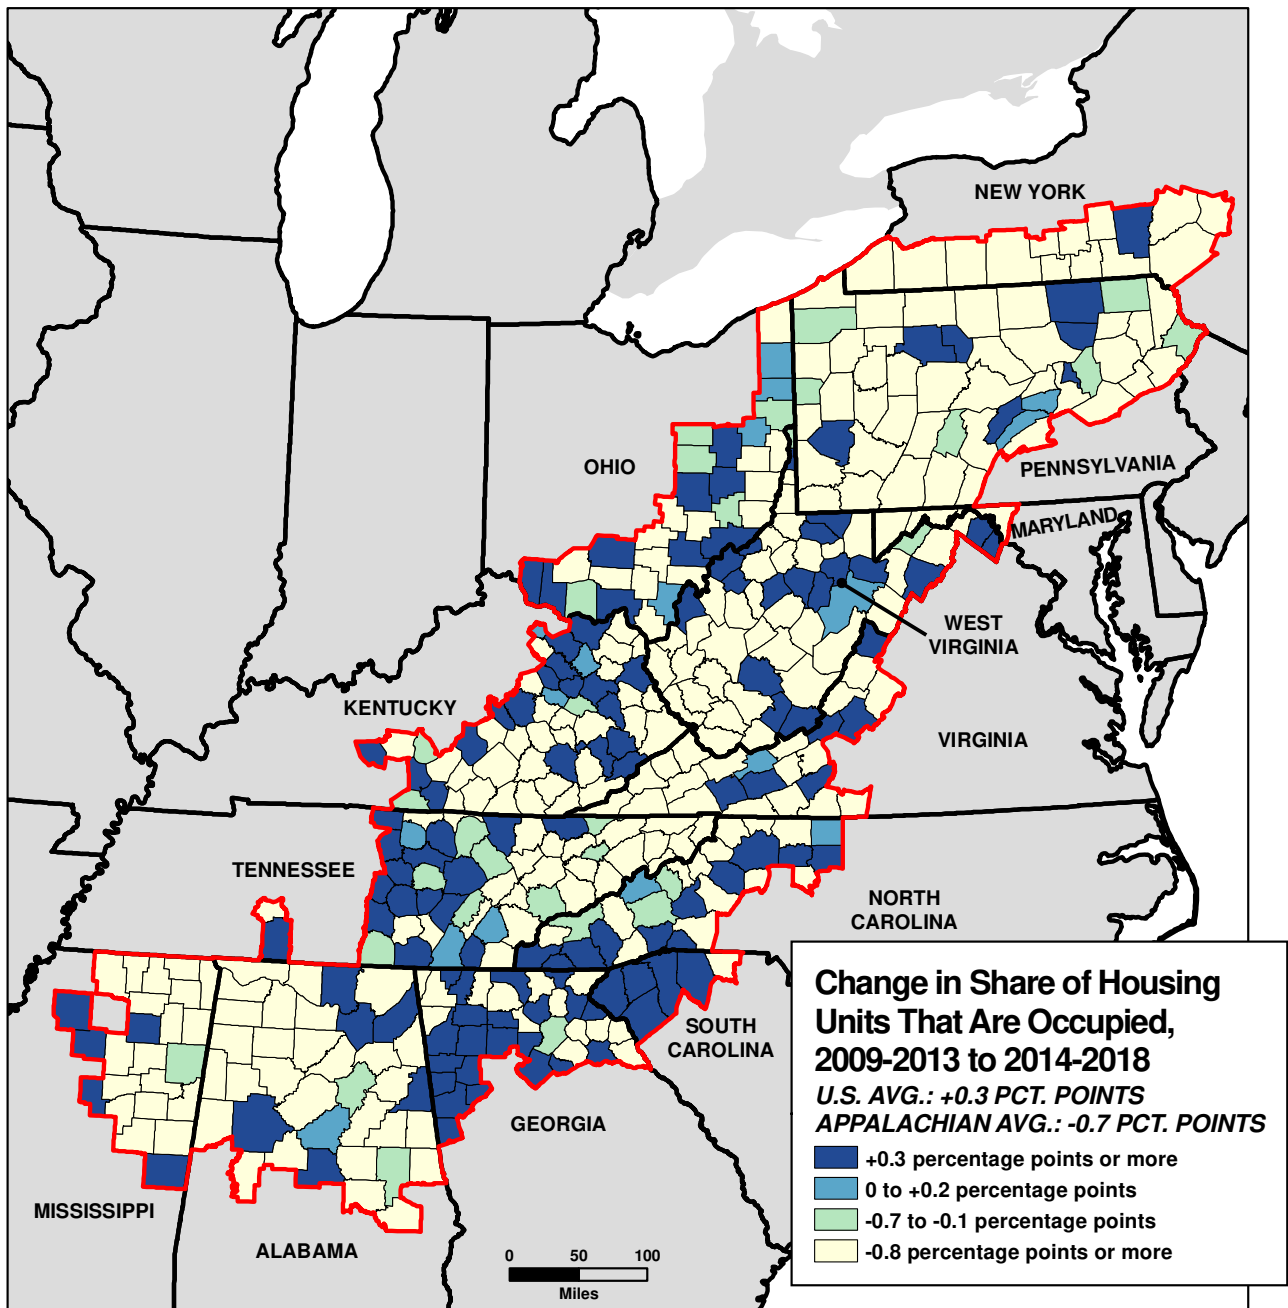 NEW YORK
OHIO
PENNSYLVANIA
MARYLAND
WEST
VIRGINIA
KENTUCKY
VIRGINIA
TENNESSEE
NORTH
CAROLINA
SOUTH
CAROLINA
GEORGIA
MISSISSIPPI
ALABAMA
Change in Share of Housing
Units That Are Occupied,
2009-2013 to 2014-2018
U.S. AVG.: +0.3 PCT. POINTS
APPALACHIAN AVG.: -0.7 PCT. POINTS
+0.3 percentage points or more
0 to +0.2 percentage points
-0.7 to -0.1 percentage points
-0.8 percentage points or more
0 50 100
Miles